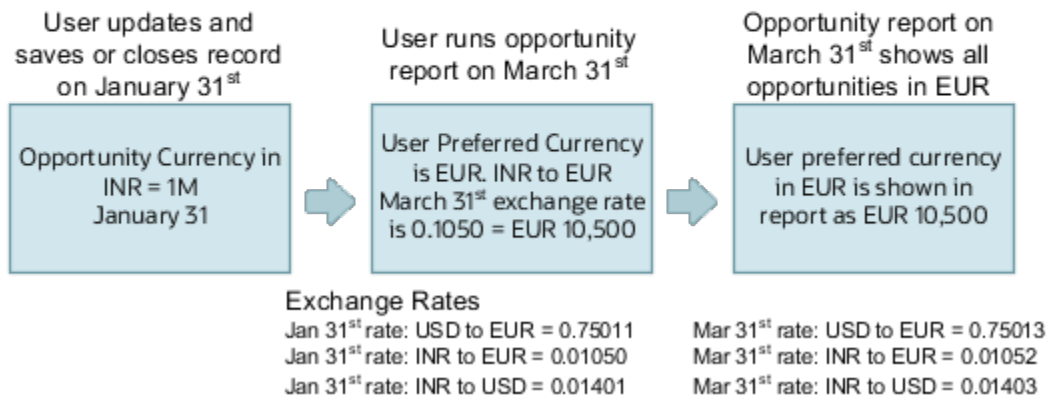 User updates and
saves or closes record
on January 31st
User runs opportunity
report on March 31st
Opportunity report on
March 31st shows all
opportunities in EUR
Opportunity Currency in
INR = 1M
January 31
User Preferred Currency
is EUR. INR to EUR
March 31st exchange rate
is 0.1050 = EUR 10,500
User preferred currency
in EUR is shown in
report as EUR 10,500
Exchange Rates
Jan 31st rate: USD to EUR = 0.75011
Jan 31st rate: INR to EUR = 0.01050
Jan 31st rate: INR to USD = 0.01401
Mar 31st rate: USD to EUR = 0.75013
Mar 31st rate: INR to EUR = 0.01052
Mar 31st rate: INR to USD = 0.01403